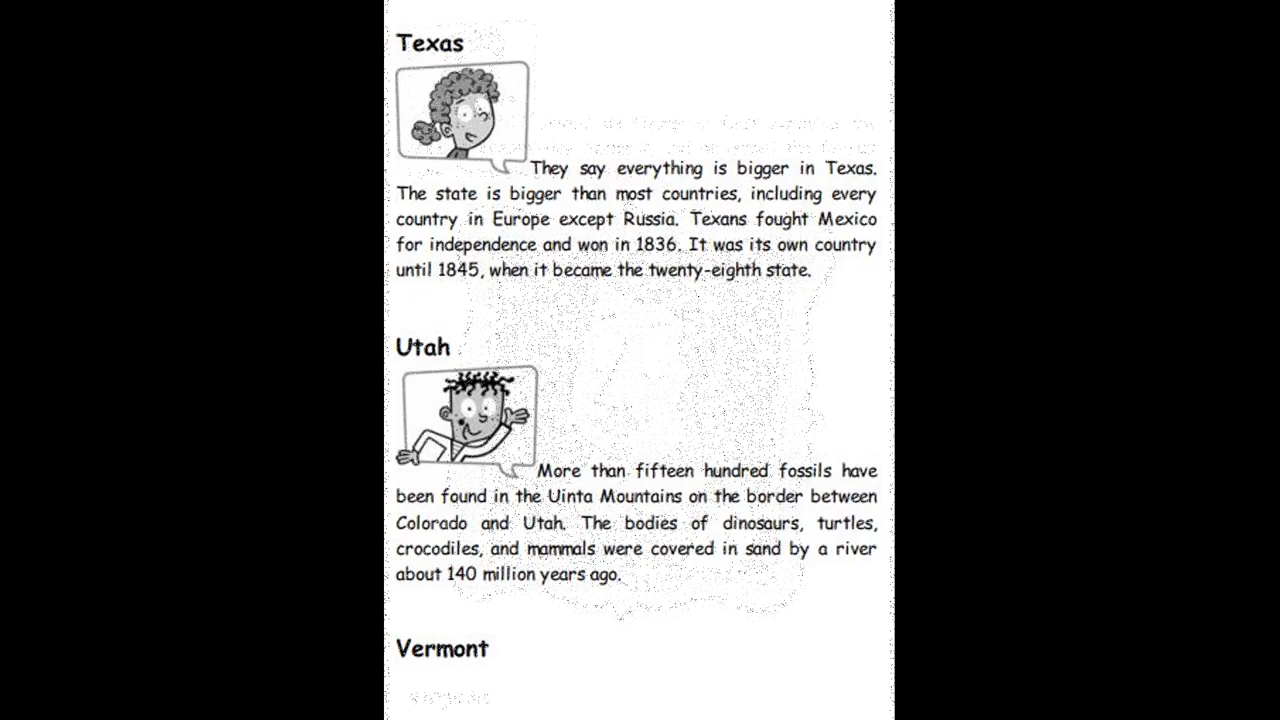 Texas
They say everything is bigger in Texas.
The state is bigger than most countries, including every
country in Europe except Russia. Texans fought Mexico
for independence and won in 1836. It was its own country
until 1845, when it became the twenty-eighth state.
Utah
More than fifteen hundred fossils have
been found in the Uinta Mountains on the border between
Colorado and Utah. The bodies of dinosaurs, turtles,
crocodiles, and mammals were covered in sand by a river
about 140 million years ago.
Vermont